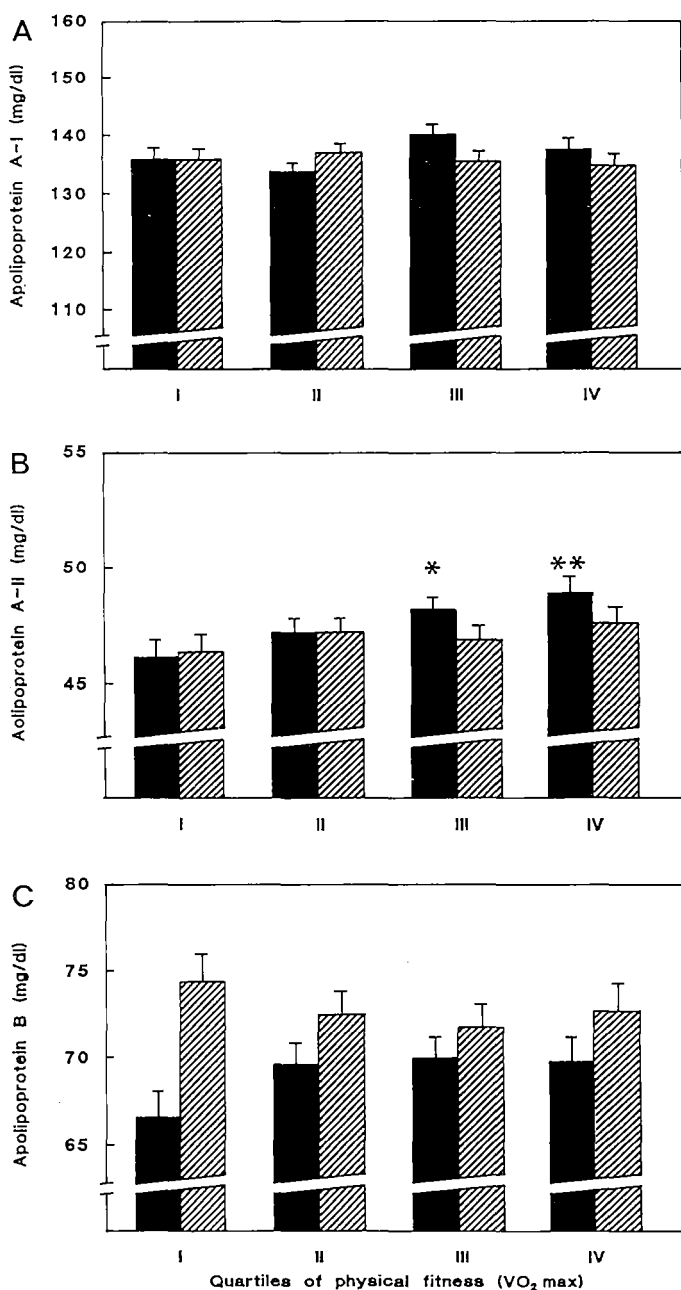 A
Apolipoprotein A-I (mg/dl)
160
150
140
130
120
110
I II III IV
B
Aolipoprotein A-II (mg/dl)
55
50
45
* **
I II III IV
C
Apolipoprotein B (mg/dl)
80
75
70
65
I II III IV
Quartiles of physical fitness (VO₂ max)